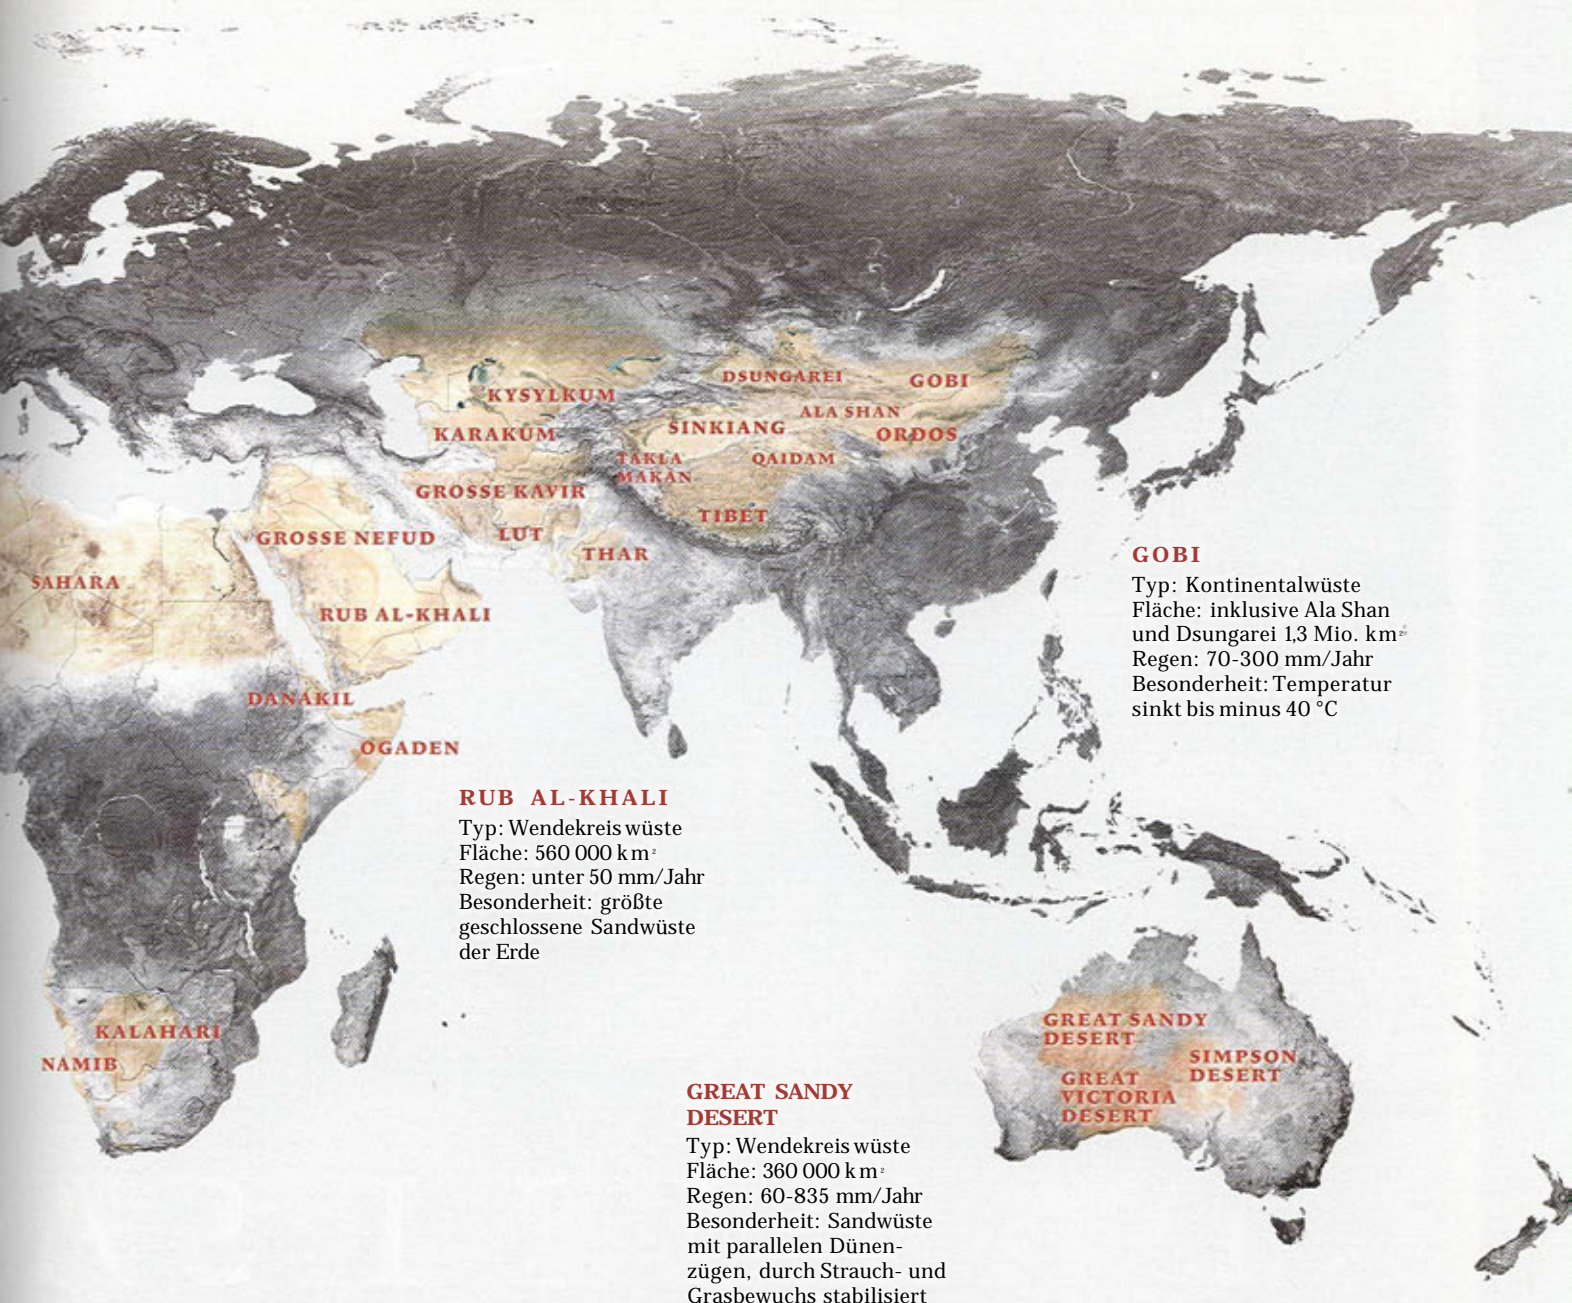 DSUNGAREI
GOBI
KYSYLKUM
ALA SHAN
SINKIANG
KARAKUM
ORDOS
TAKLA
MAKAN
QAIDAM
GROSSE KAVIR
TIBET
GROSSE NEFUD
LUT
THAR
SAHARA
RUB AL-KHALI
DANAKIL
OGADEN
GOBI
Typ: Kontinentalwüste
Fläche: inklusive Ala Shan
und Dsungarei 1,3 Mio. km²
Regen: 70-300 mm/Jahr
Besonderheit: Temperatur
sinkt bis minus 40 °C
RUB AL-KHALI
Typ: Wendekreiswüste
Fläche: 560 000 km²
Regen: unter 50 mm/Jahr
Besonderheit: größte
geschlossene Sandwüste
der Erde
KALAHARI
NAMIB
GREAT SANDY
DESERT
SIMPSON
DESERT
GREAT
VICTORIA
DESERT
GREAT SANDY
DESERT
Typ: Wendekreiswüste
Fläche: 360 000 km²
Regen: 60-835 mm/Jahr
Besonderheit: Sandwüste
mit parallelen Dünen-
zügen, durch Strauch- und
Grasbewuchs stabilisiert